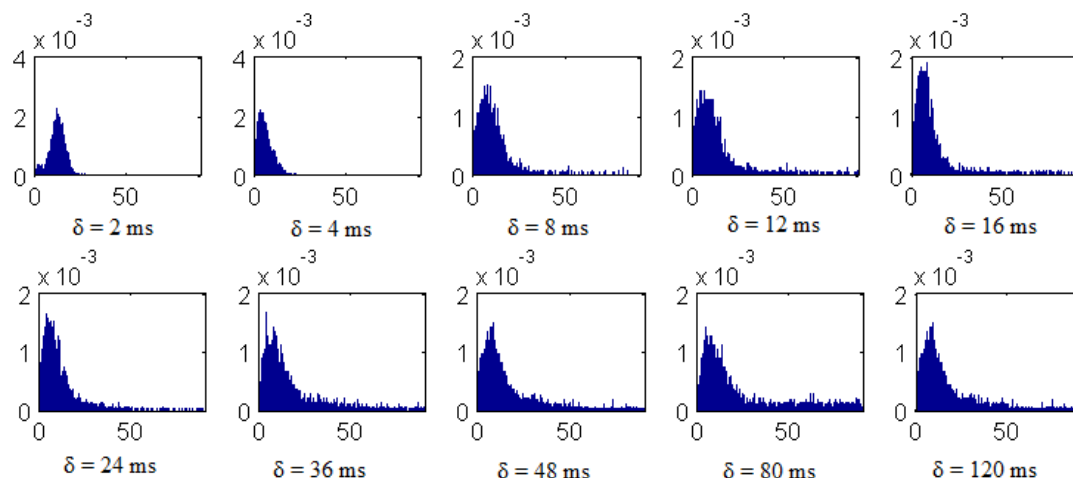 x 10 -3 x 10 -3 x 10 -3 x 10 -3 x 10 -3
4 4 2 2 2
2 2 1 1 1
0 0 0 0 0
0 50 0 50 0 50 0 50 0 50
δ = 2 ms δ = 4 ms δ = 8 ms δ = 12 ms δ = 16 ms
x 10 -3 x 10 -3 x 10 -3 x 10 -3 x 10 -3
2 2 2 2 2
1 1 1 1 1
0 0 0 0 0
0 50 0 50 0 50 0 50 0 50
δ = 24 ms δ = 36 ms δ = 48 ms δ = 80 ms δ = 120 ms